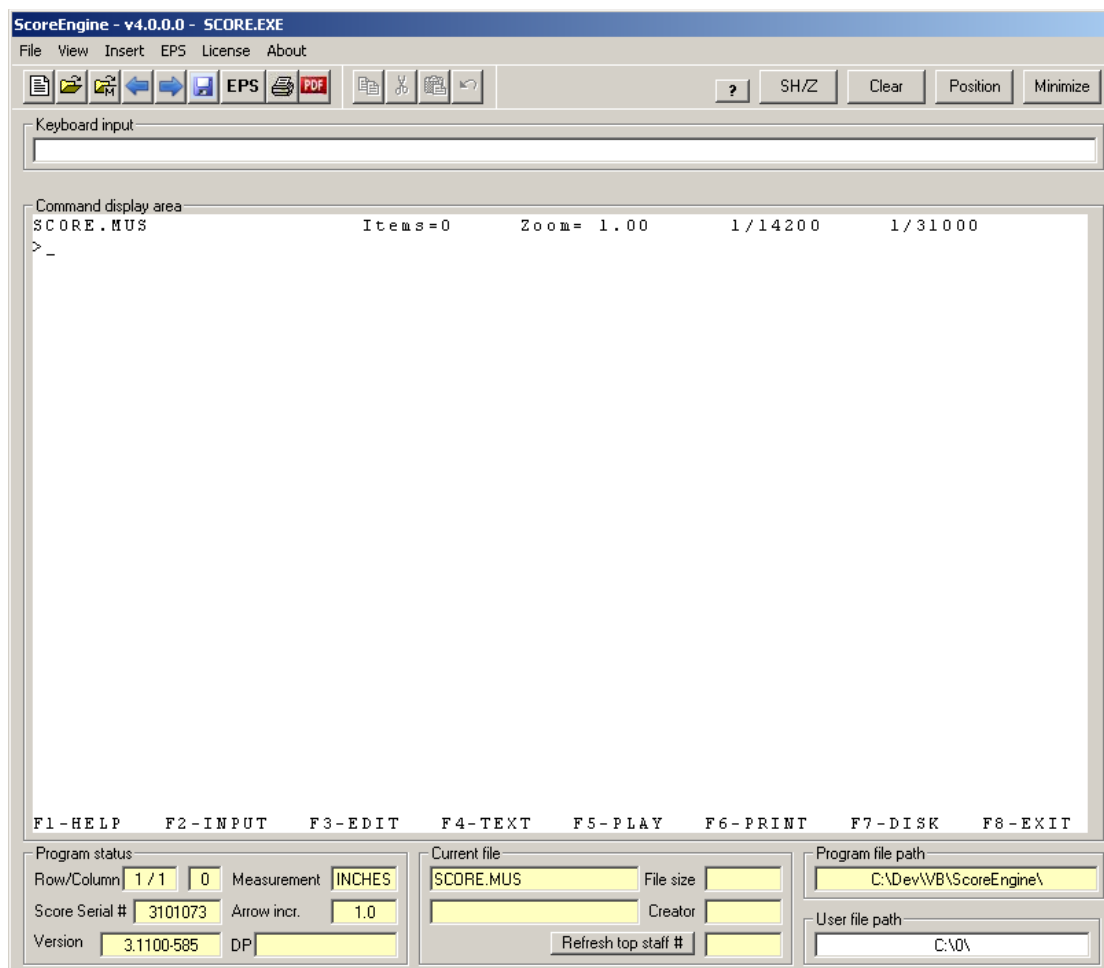 ScoreEngine - v4.0.0.0 - SCORE.EXE
File View Insert EPS License About
EPS PDF ? SH/Z Clear Position Minimize
Keyboard input
Command display area
SCORE.MUS Items=0 Zoom= 1.00 1/14200 1/31000
>_
F1-HELP F2-INPUT F3-EDIT F4-TEXT F5-PLAY F6-PRINT F7-DISK F8-EXIT
Program status Current file Program file path
Row/Column 1 / 1 0 Measurement INCHES SCORE.MUS File size C:\Dev\VB\ScoreEngine\
Score Serial # 3101073 Arrow incr. 1.0 Creator User file path
Version 3.1100-585 DP Refresh top staff # C:\0\